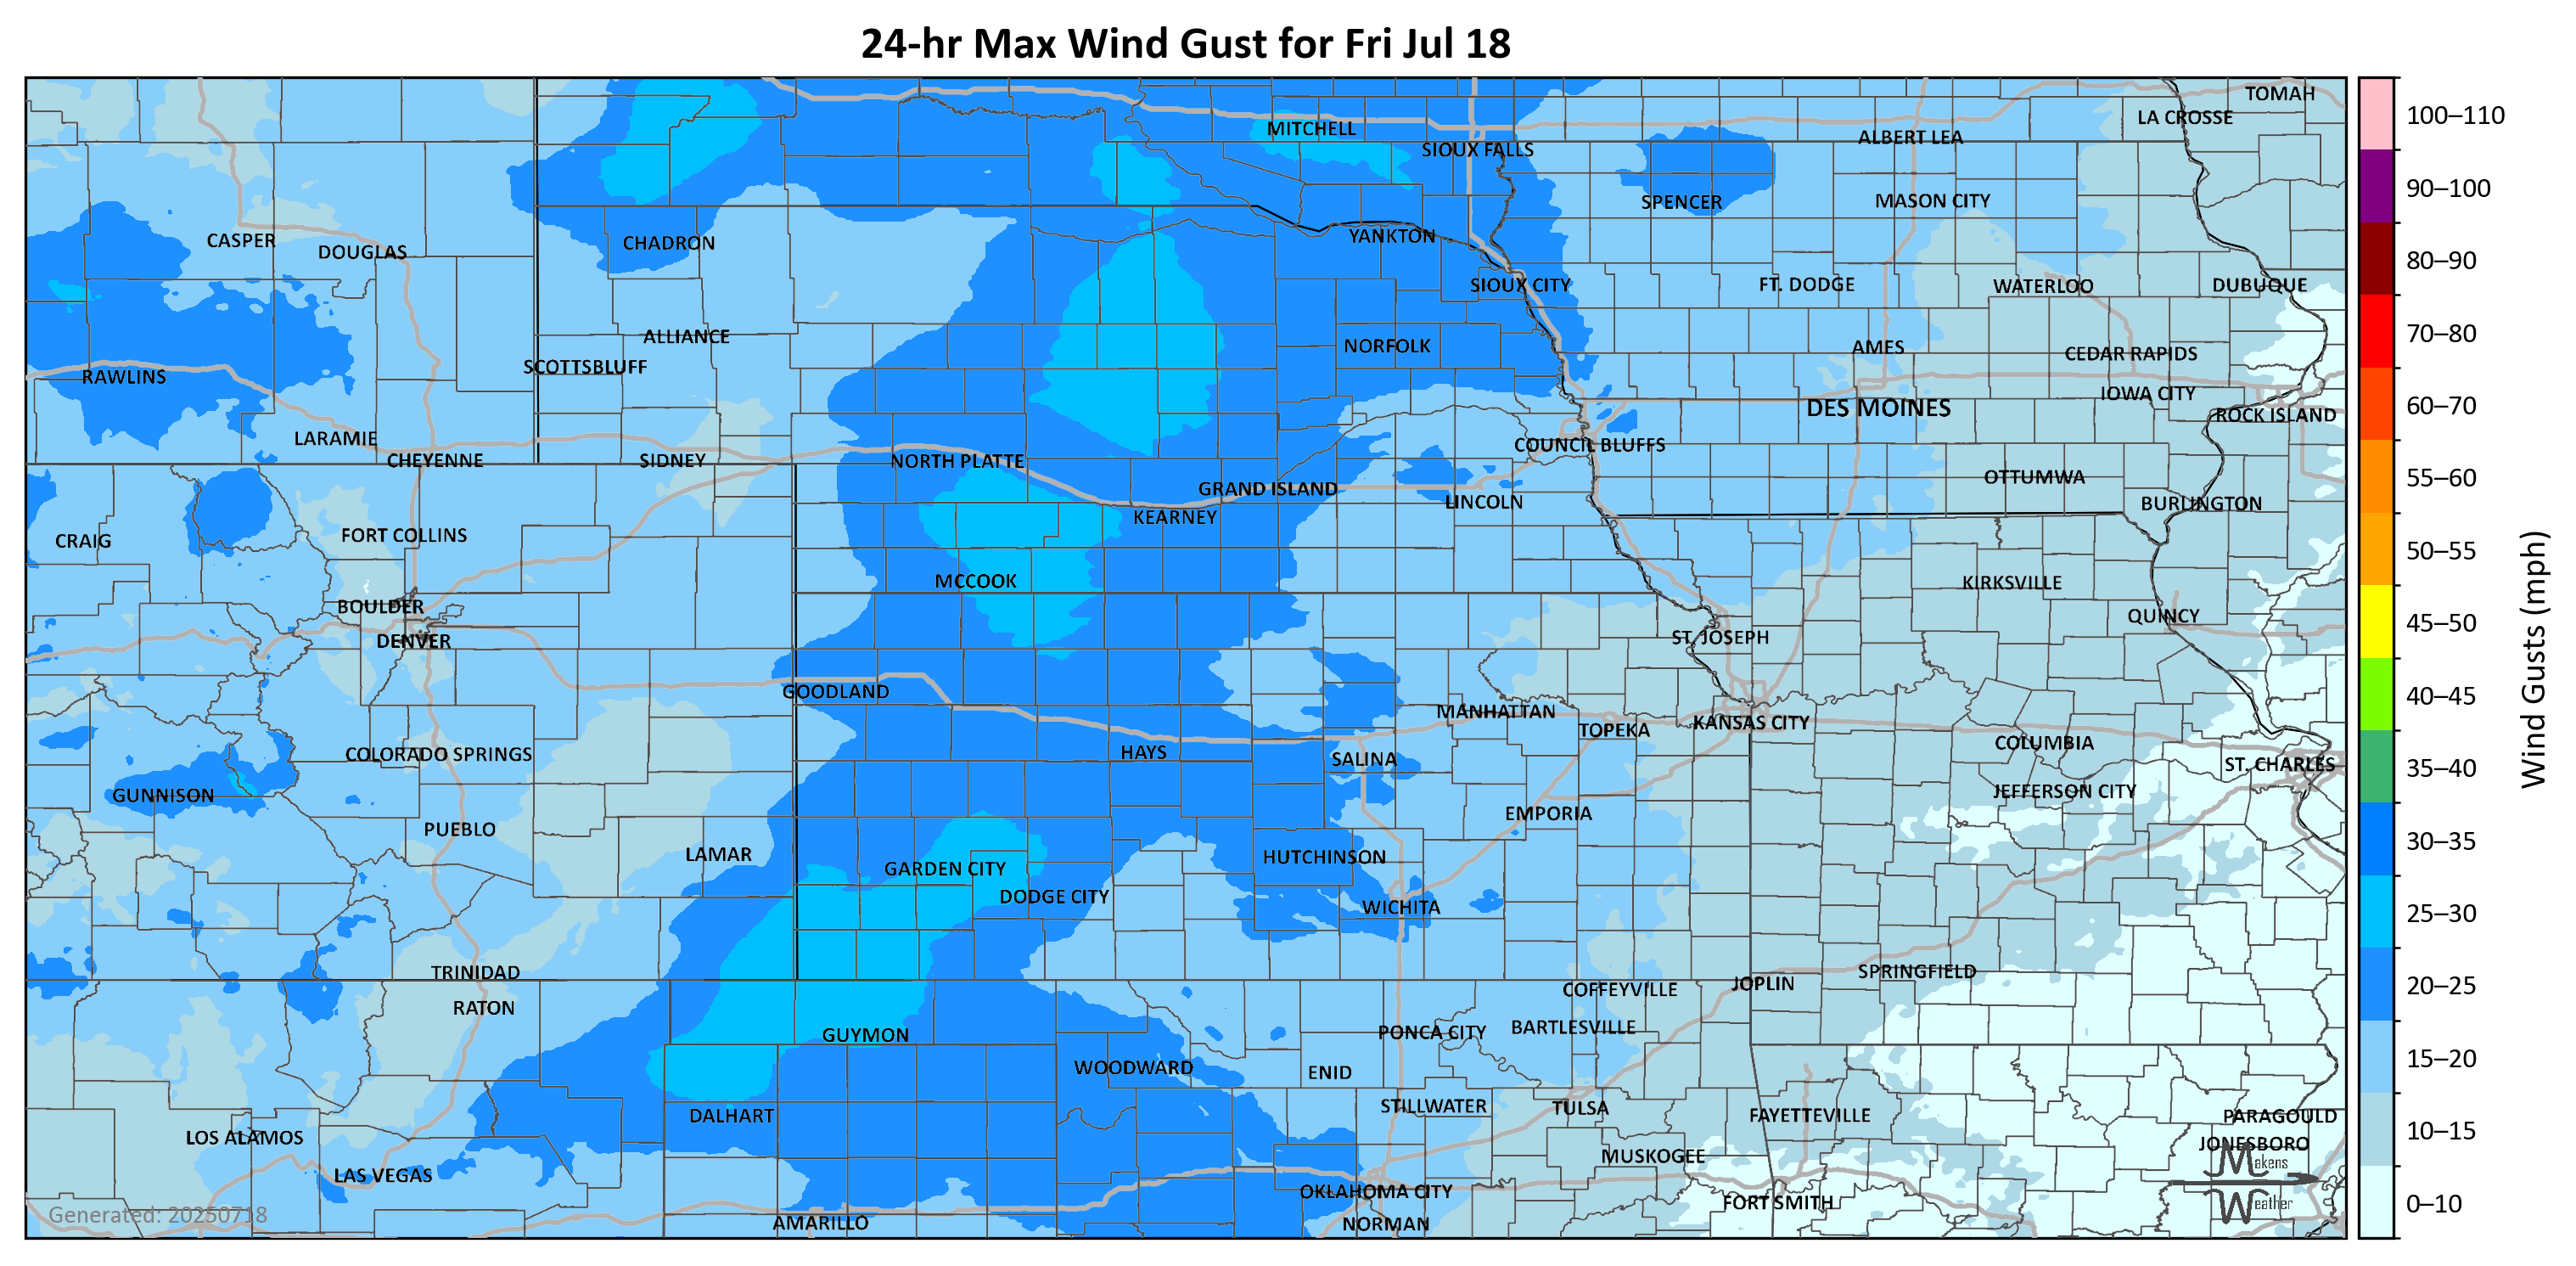 24-hr Max Wind Gust for Fri Jul 18
TOMAH
LA CROSSE
MITCHELL
ALBERT LEA
SIOUX FALLS
SPENCER
MASON CITY
CASPER
DOUGLAS
CHADRON
YANKTON
SIOUX CITY
FT. DODGE
WATERLOO
DUBUQUE
ALLIANCE
NORFOLK
AMES
CEDAR RAPIDS
SCOTTSBLUFF
RAWLINS
IOWA CITY
DES MOINES
ROCK ISLAND
LARAMIE
COUNCIL BLUFFS
CHEYENNE
SIDNEY
NORTH PLATTE
OTTUMWA
GRAND ISLAND
LINCOLN
BURLINGTON
KEARNEY
CRAIG
FORT COLLINS
MCCOOK
KIRKSVILLE
BOULDER
QUINCY
DENVER
ST. JOSEPH
GOODLAND
MANHATTAN
TOPEKA
KANSAS CITY
COLORADO SPRINGS
HAYS
SALINA
COLUMBIA
ST. CHARLES
GUNNISON
JEFFERSON CITY
PUEBLO
EMPORIA
LAMAR
GARDEN CITY
HUTCHINSON
DODGE CITY
WICHITA
TRINIDAD
SPRINGFIELD
JOPLIN
COFFEYVILLE
RATON
GUYMON
PONCA CITY
BARTLESVILLE
WOODWARD
ENID
DALHART
STILLWATER
TULSA
FAYETTEVILLE
PARAGOULD
LOS ALAMOS
JONESBORO
MUSKOGEE
LAS VEGAS
OKLAHOMA CITY
FORT SMITH
AMARILLO
NORMAN
Generated: 20250718
Makens
Weather
100–110
90–100
80–90
70–80
60–70
55–60
50–55
45–50
40–45
35–40
30–35
25–30
20–25
15–20
10–15
0–10
Wind Gusts (mph)